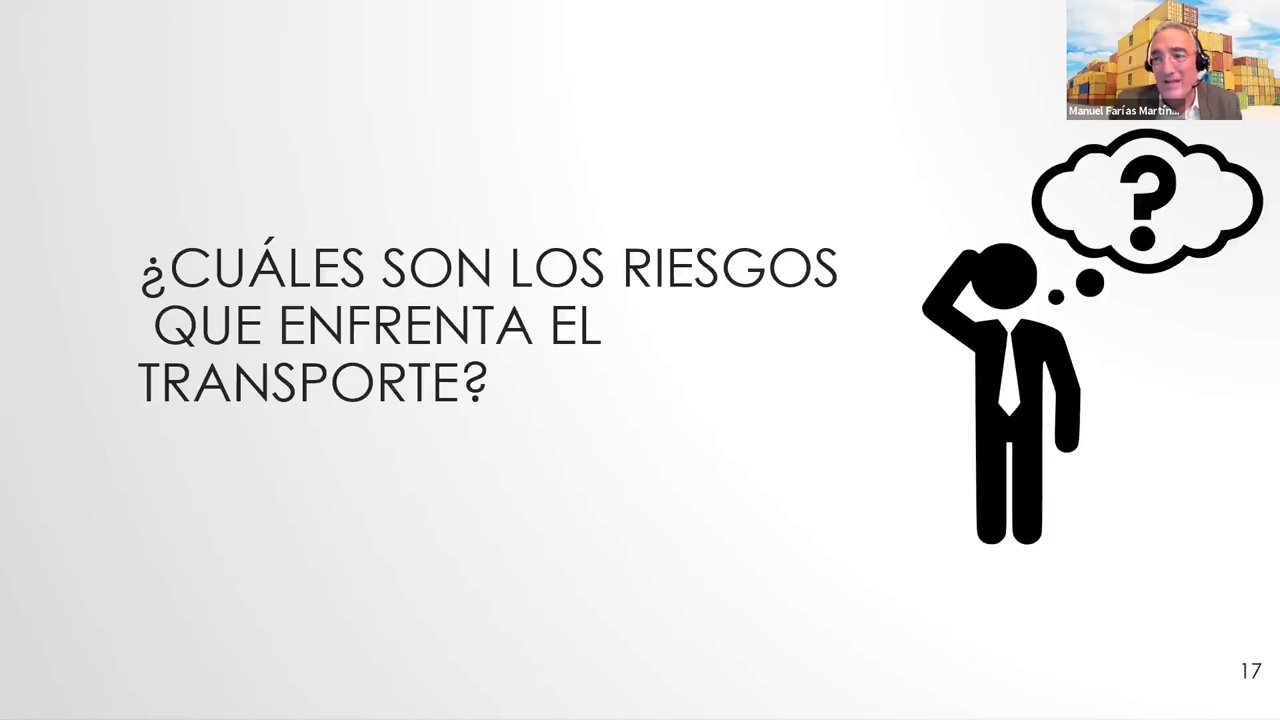 Manuel Farías Martín...
?
¿CUÁLES SON LOS RIESGOS
QUE ENFRENTA EL
TRANSPORTE?
17